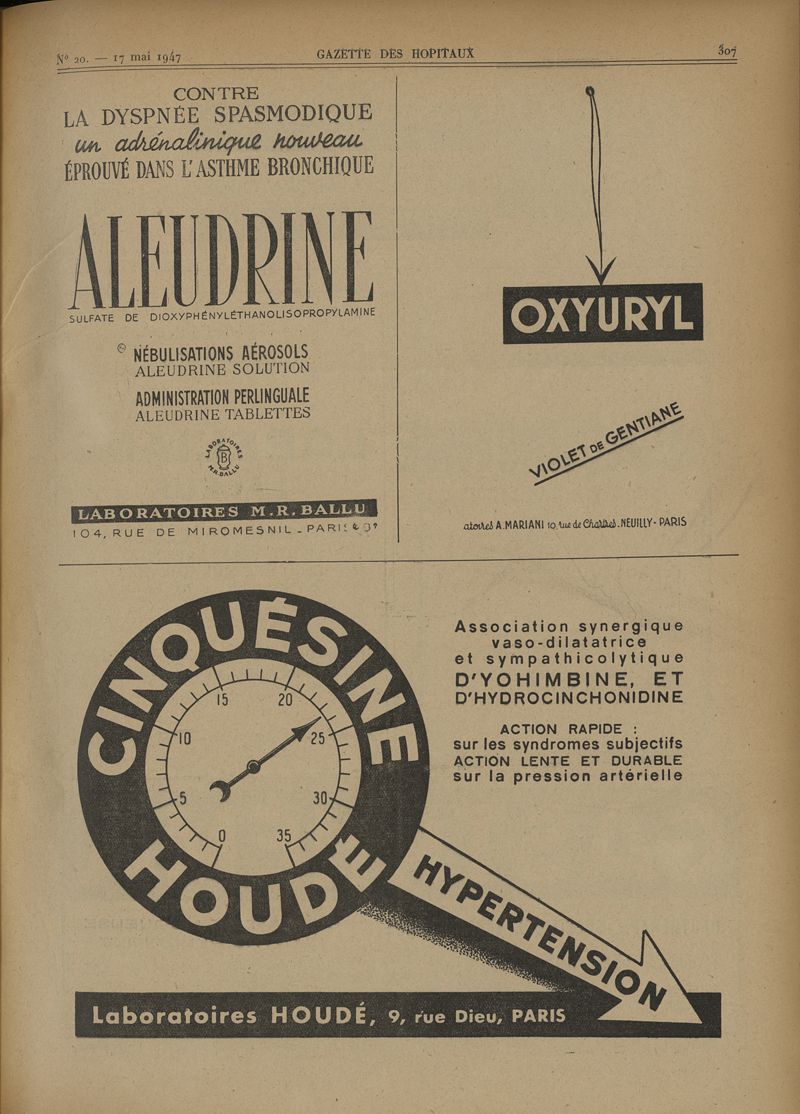 Nº 20. — 17 mai 1947
GAZETTE DES HOPITAUX
307
CONTRE
LA DYSPNÉE SPASMODIQUE
un adrénalinique nouveau
ÉPROUVÉ DANS L'ASTHME BRONCHIQUE
ALEUDRINE
SULFATE DE DIOXYPHÉNYLÉTHANOLISOPROPYLAMINE
NÉBULISATIONS AÉROSOLS
ALEUDRINE SOLUTION
ADMINISTRATION PERLINGUALE
ALEUDRINE TABLETTES
LABORATOIRES
B
M.R.BALLU
LABORATOIRES M.R. BALLU
104, RUE DE MIROMESNIL - PARIS
OXYURYL
VIOLET DE GENTIANE
atoires A. MARIANI 10, rue de Chartres. NEUILLY - PARIS
CINQUÉSINE
HOUDÉ
0
5
10
15
20
25
30
35
HYPERTENSION
Association synergique
vaso-dilatatrice
et sympathicolytique
D'YOHIMBINE, ET
D'HYDROCINCHONIDINE
ACTION RAPIDE :
sur les syndromes subjectifs
ACTION LENTE ET DURABLE
sur la pression artérielle
Laboratoires HOUDÉ, 9, rue Dieu, PARIS